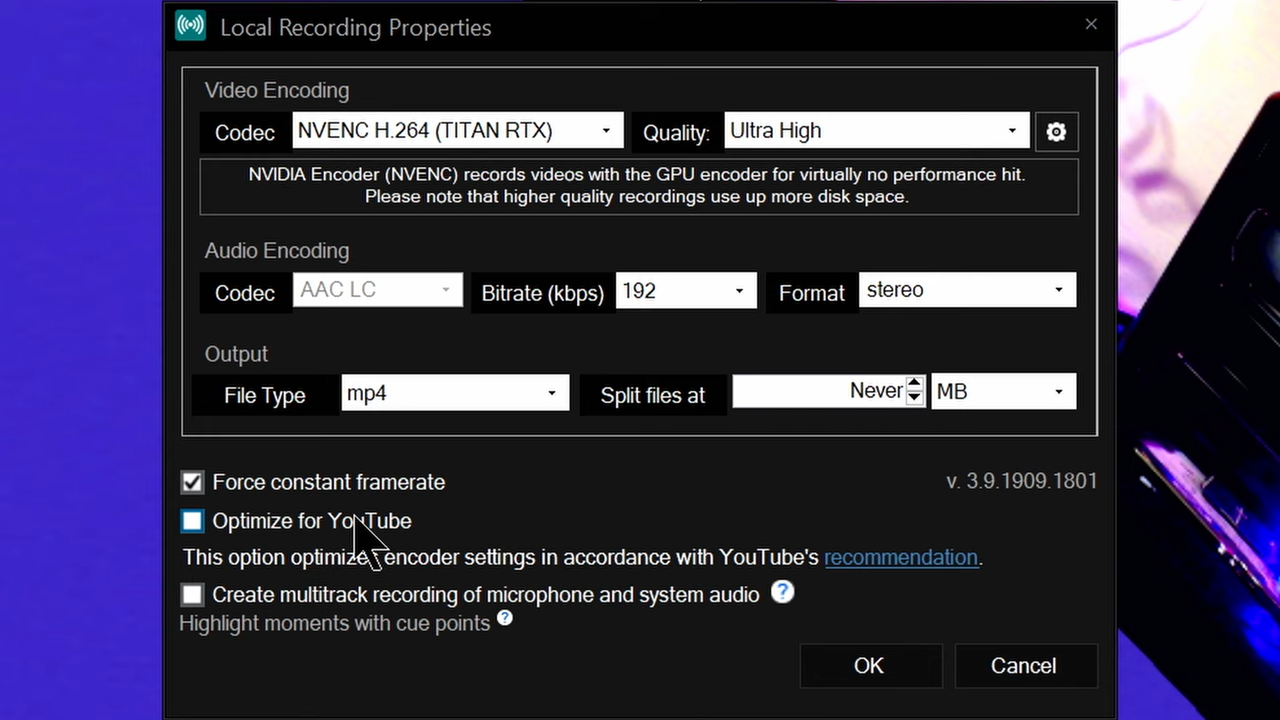 Local Recording Properties
Video Encoding
Codec NVENC H.264 (TITAN RTX) Quality: Ultra High
NVIDIA Encoder (NVENC) records videos with the GPU encoder for virtually no performance hit.
Please note that higher quality recordings use up more disk space.
Audio Encoding
Codec AAC LC Bitrate (kbps) 192 Format stereo
Output
File Type mp4 Split files at Never MB
Force constant framerate v. 3.9.1909.1801
Optimize for YouTube
This option optimizes encoder settings in accordance with YouTube's recommendation.
Create multitrack recording of microphone and system audio ?
Highlight moments with cue points ?
OK Cancel